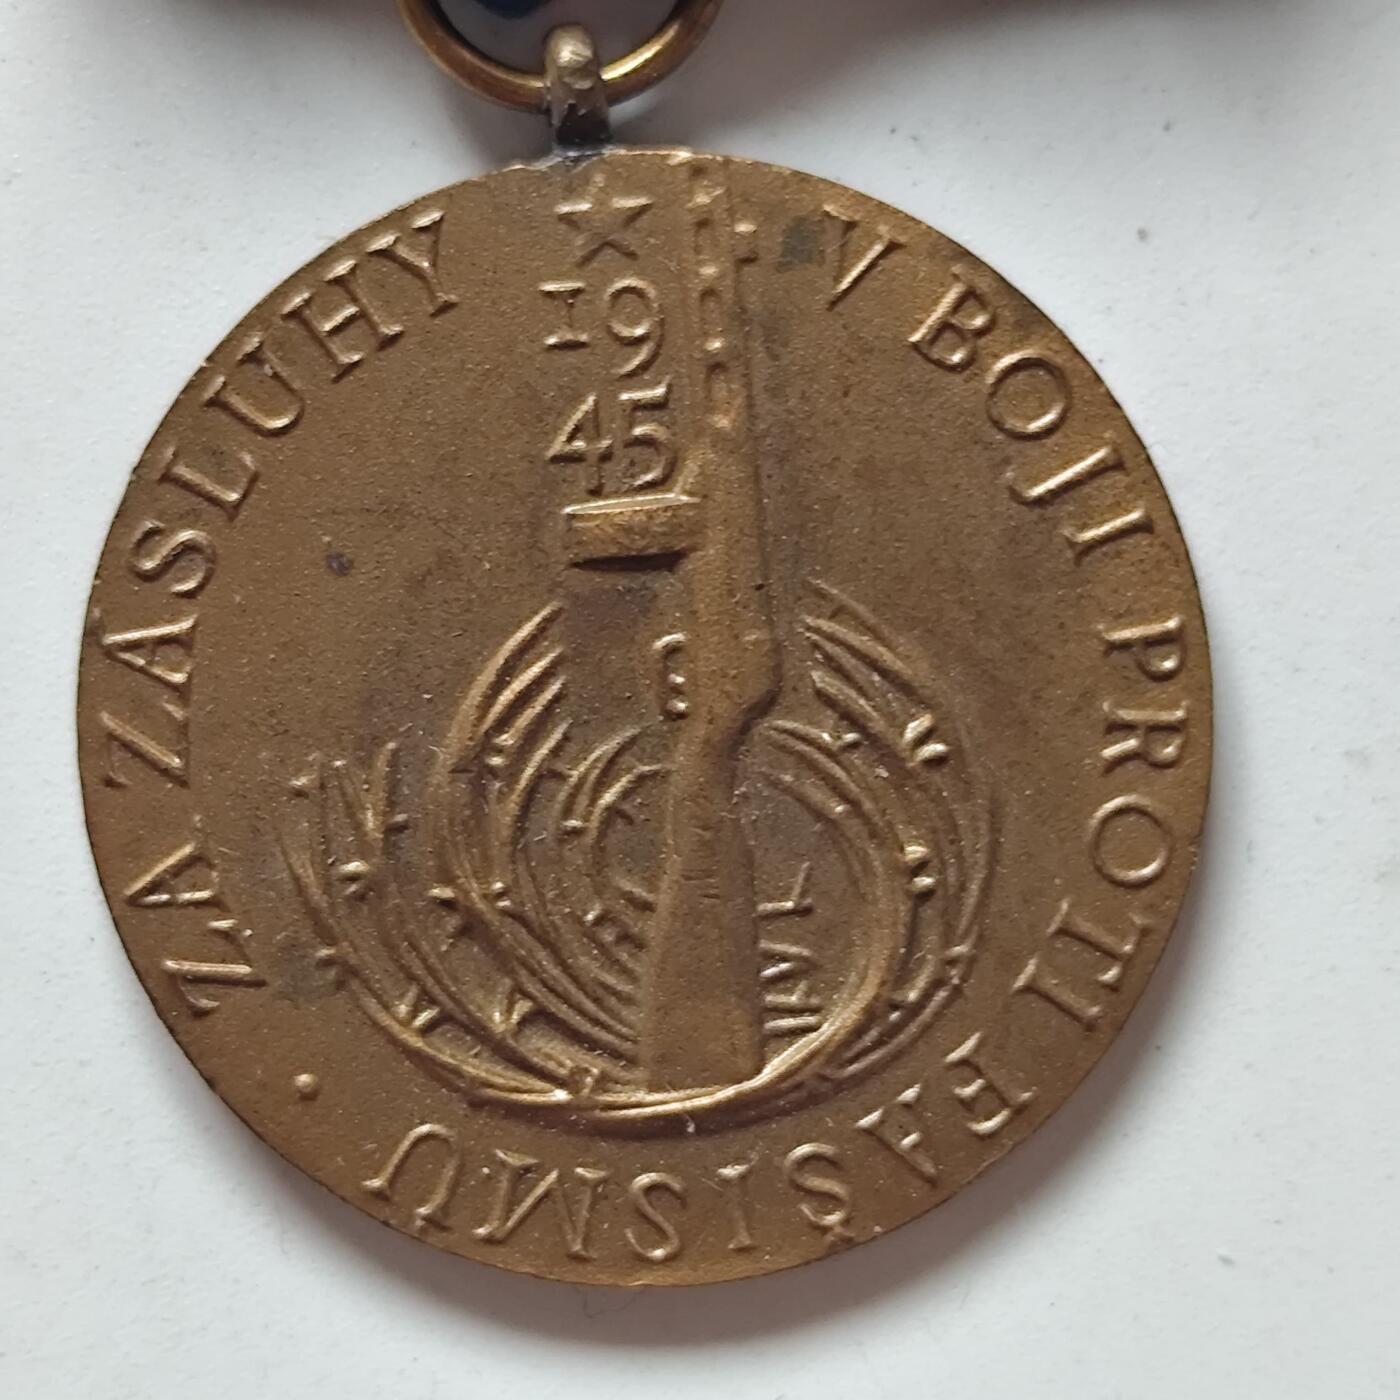 ZA ZÁSLUHY V BOJI PROTI FAŠISMU
19
45